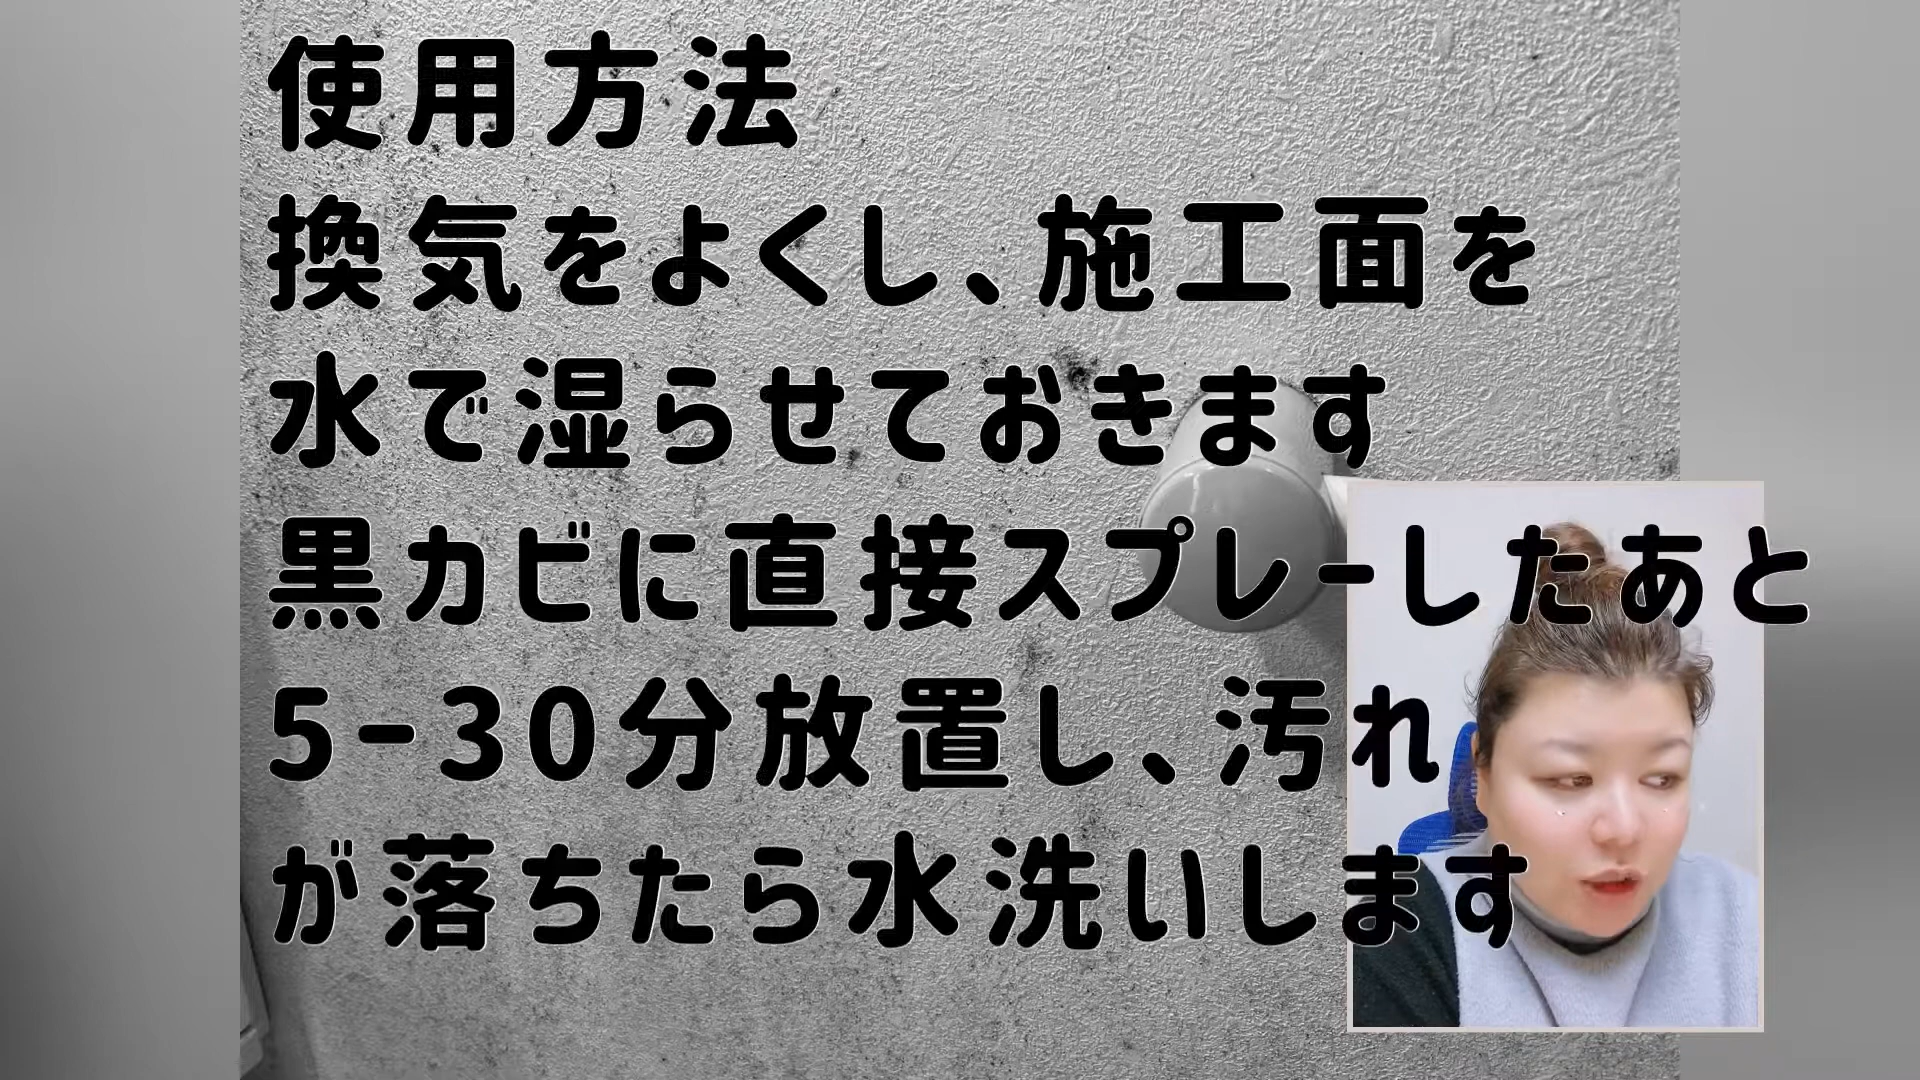 使用方法
換気をよくし、施工面を
水で湿らせておきます
黒カビに直接スプレーしたあと
5-30分放置し、汚れ
が落ちたら水洗いします